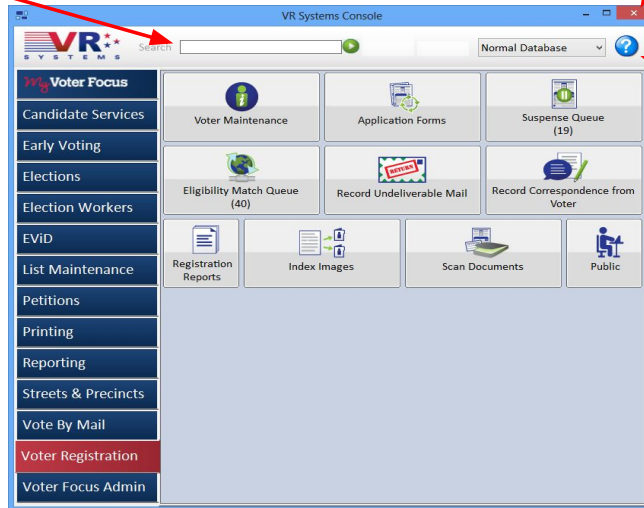 VR Systems Console
VR
SYSTEMS
Search
Normal Database
?
My Voter Focus
Candidate Services
Early Voting
Elections
Election Workers
EViD
List Maintenance
Petitions
Printing
Reporting
Streets & Precincts
Vote By Mail
Voter Registration
Voter Focus Admin
Voter Maintenance
Application Forms
Suspense Queue
(19)
Eligibility Match Queue
(40)
RETURN
Record Undeliverable Mail
Record Correspondence from
Voter
Registration
Reports
Index Images
Scan Documents
Public